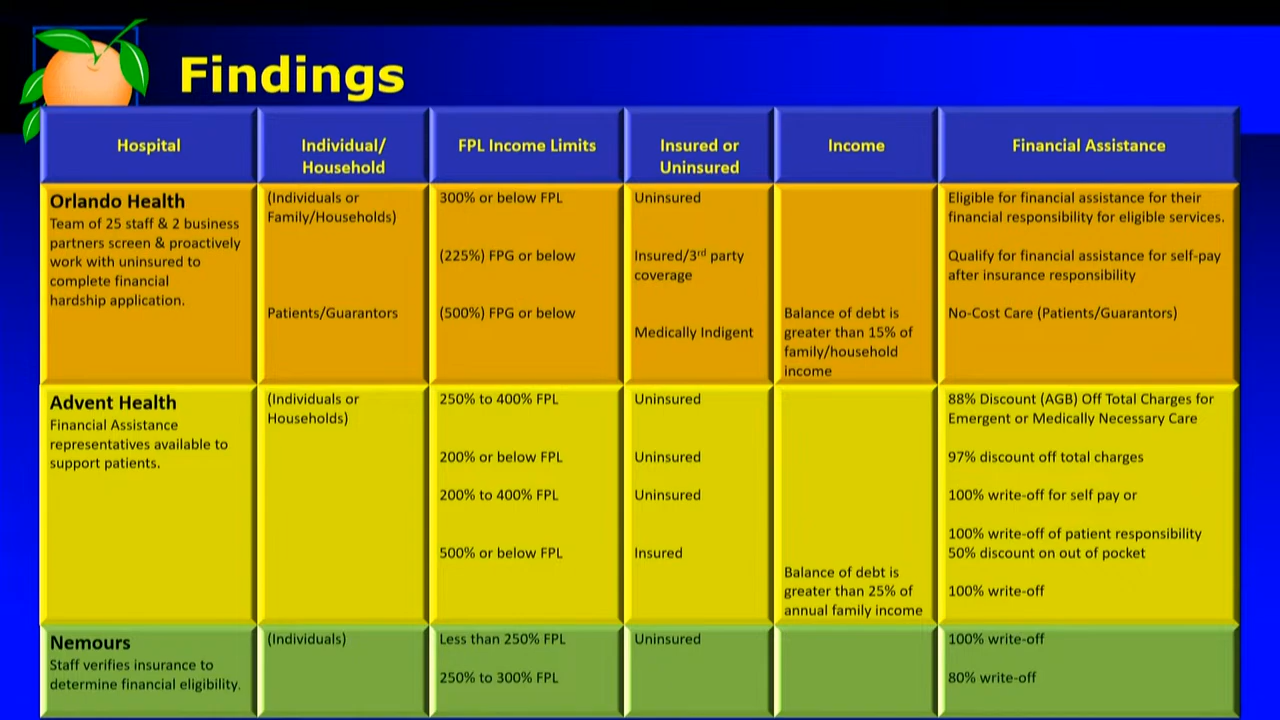 Findings
Hospital
Individual/
Household
FPL Income Limits
Insured or
Uninsured
Income
Financial Assistance
Orlando Health
Team of 25 staff & 2 business
partners screen & proactively
work with uninsured to
complete financial
hardship application.
(Individuals or
Family/Households)
Patients/Guarantors
300% or below FPL
(225%) FPG or below
(500%) FPG or below
Uninsured
Insured/3rd party
coverage
Medically Indigent
Balance of debt is
greater than 15% of
family/household
income
Eligible for financial assistance for their
financial responsibility for eligible services.
Qualify for financial assistance for self-pay
after insurance responsibility
No-Cost Care (Patients/Guarantors)
Advent Health
Financial Assistance
representatives available to
support patients.
(Individuals or
Households)
250% to 400% FPL
200% or below FPL
200% to 400% FPL
500% or below FPL
Uninsured
Uninsured
Uninsured
Insured
Balance of debt is
greater than 25% of
annual family income
88% Discount (AGB) Off Total Charges for
Emergent or Medically Necessary Care
97% discount off total charges
100% write-off for self pay or
100% write-off of patient responsibility
50% discount on out of pocket
100% write-off
Nemours
Staff verifies insurance to
determine financial eligibility.
(Individuals)
Less than 250% FPL
250% to 300% FPL
Uninsured
100% write-off
80% write-off